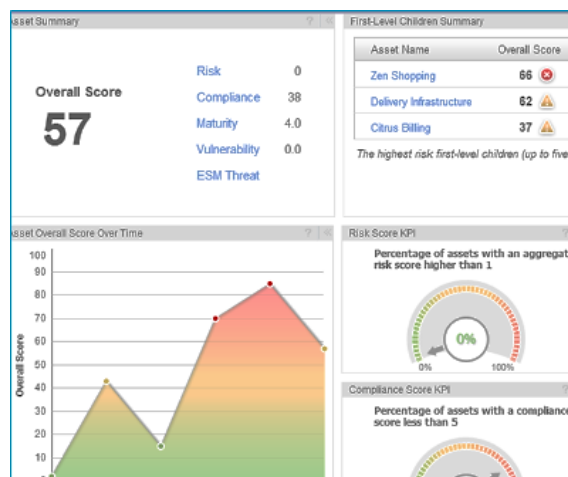 Asset Summary
Overall Score
57
Risk 0
Compliance 38
Maturity 4.0
Vulnerability 0.0
ESM Threat
First-Level Children Summary
Asset Name Overall Score
Zen Shopping 66
Delivery Infrastructure 62
Citrus Billing 37
The highest risk first-level children (up to five
Asset Overall Score Over Time
Overall Score
100
90
80
70
60
50
40
30
20
10
Risk Score KPI
Percentage of assets with an aggregat
risk score higher than 1
0%
0% 100%
Compliance Score KPI
Percentage of assets with a compliance
score less than 5